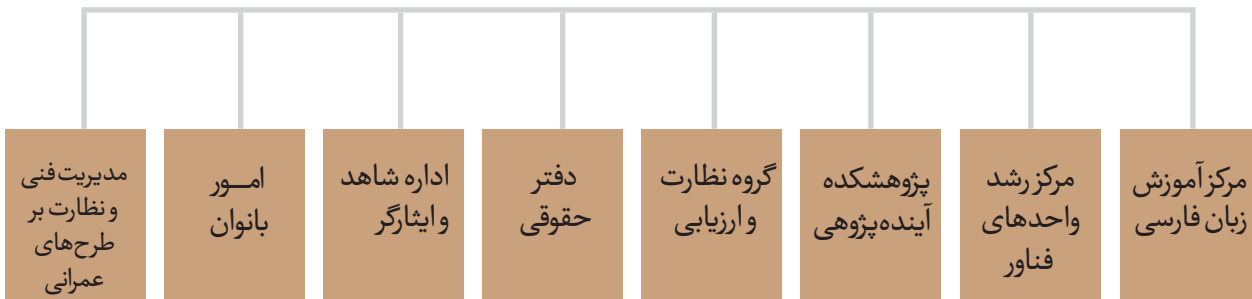 مرکز آموزش
زبان فارسی
مرکز رشد
واحدهای
فناور
پژوهشکده
آینده‌پژوهی
گروه نظارت
و ارزیابی
دفتر
حقوقی
اداره شاهد
و ایثارگر
امـــور
بانوان
مدیریت فنی
و نظارت بر
طرح‌های
عمرانی